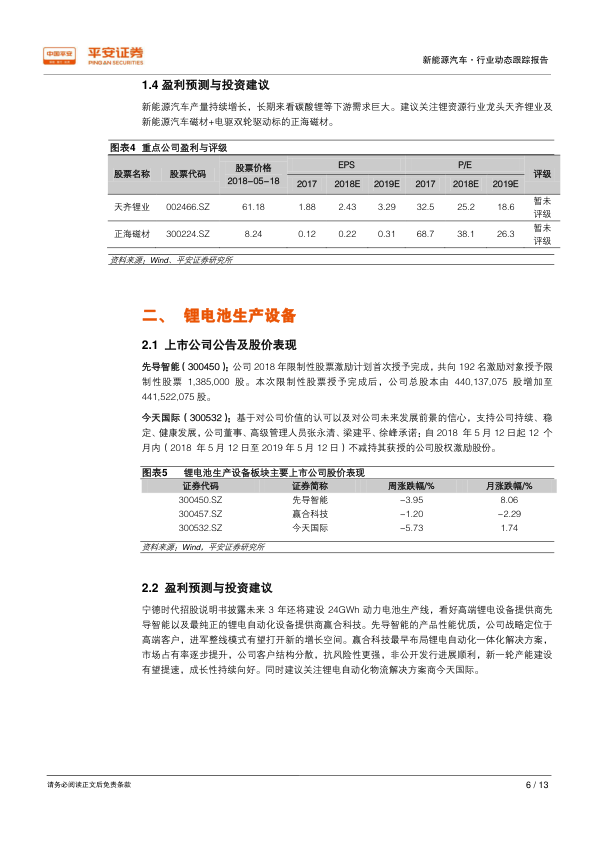 中国平安
平安证券
PINGAN SECURITIES
新能源汽车·行业动态跟踪报告
1.4 盈利预测与投资建议
新能源汽车产量持续增长，长期来看碳酸锂等下游需求巨大。建议关注锂资源行业龙头天齐锂业及
新能源汽车磁材+电驱双轮驱动标的正海磁材。
图表4 重点公司盈利与评级
股票名称 股票代码 股票价格 2018-05-18 EPS P/E 评级
2017 2018E 2019E 2017 2018E 2019E
天齐锂业 002466.SZ 61.18 1.88 2.43 3.29 32.5 25.2 18.6 暂未评级
正海磁材 300224.SZ 8.24 0.12 0.22 0.31 68.7 38.1 26.3 暂未评级
资料来源：Wind、平安证券研究所
二、 锂电池生产设备
2.1 上市公司公告及股价表现
先导智能（300450）：公司 2018 年限制性股票激励计划首次授予完成，共向 192 名激励对象授予限
制性股票 1,385,000 股。本次限制性股票授予完成后，公司总股本由 440,137,075 股增加至
441,522,075 股。
今天国际（300532）：基于对公司价值的认可以及对公司未来发展前景的信心，支持公司持续、稳
定、健康发展，公司董事、高级管理人员张永清、梁建平、徐峰承诺：自 2018 年 5 月 12 日起 12 个
月内（2018 年 5 月 12 日至 2019 年 5 月 12 日）不减持其获授的公司股权激励股份。
图表5 锂电池生产设备板块主要上市公司股价表现
证券代码 证券简称 周涨跌幅/% 月涨跌幅/%
300450.SZ 先导智能 -3.95 8.06
300457.SZ 赢合科技 -1.20 -2.29
300532.SZ 今天国际 -5.73 1.74
资料来源：Wind，平安证券研究所
2.2 盈利预测与投资建议
宁德时代招股说明书披露未来 3 年还将建设 24GWh 动力电池生产线，看好高端锂电设备提供商先
导智能以及最纯正的锂电自动化设备提供商赢合科技。先导智能的产品性能优质，公司战略定位于
高端客户，进军整线模式有望打开新的增长空间。赢合科技最早布局锂电自动化一体化解决方案，
市场占有率逐步提升，公司客户结构分散，抗风险性更强，非公开发行进展顺利，新一轮产能建设
有望提速，成长性持续向好。同时建议关注锂电自动化物流解决方案商今天国际。
请务必阅读正文后免责条款
6 / 13